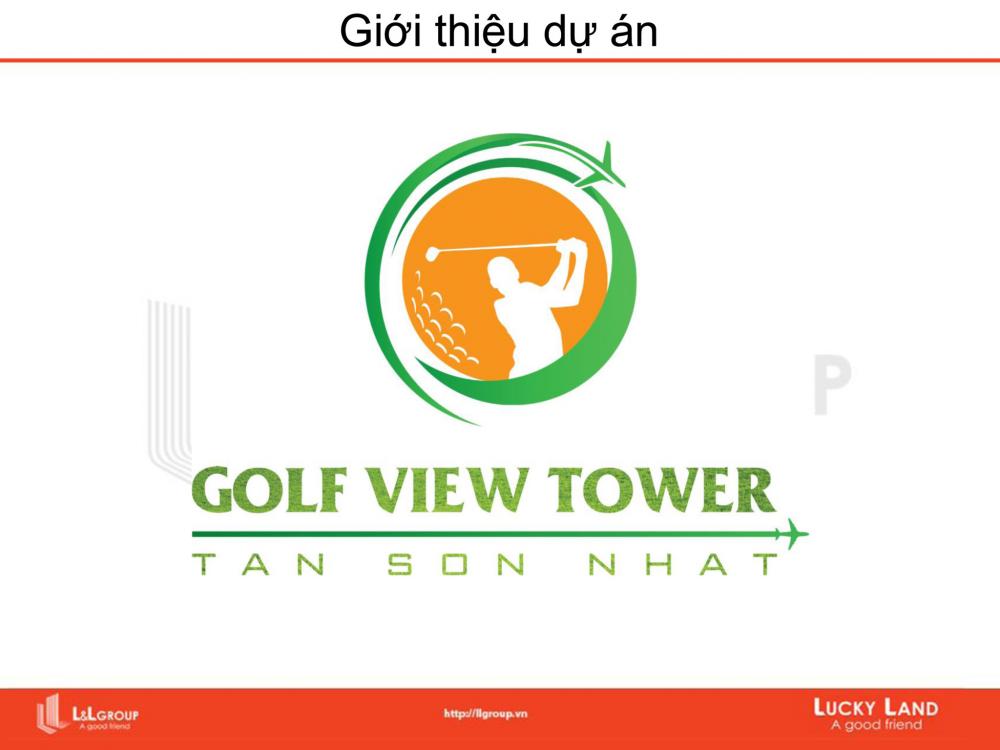 Giới thiệu dự án
P
GOLF VIEW TOWER
TAN SON NHAT
L&LGROUP
A good friend
http://llgroup.vn
LUCKY LAND
A good friend